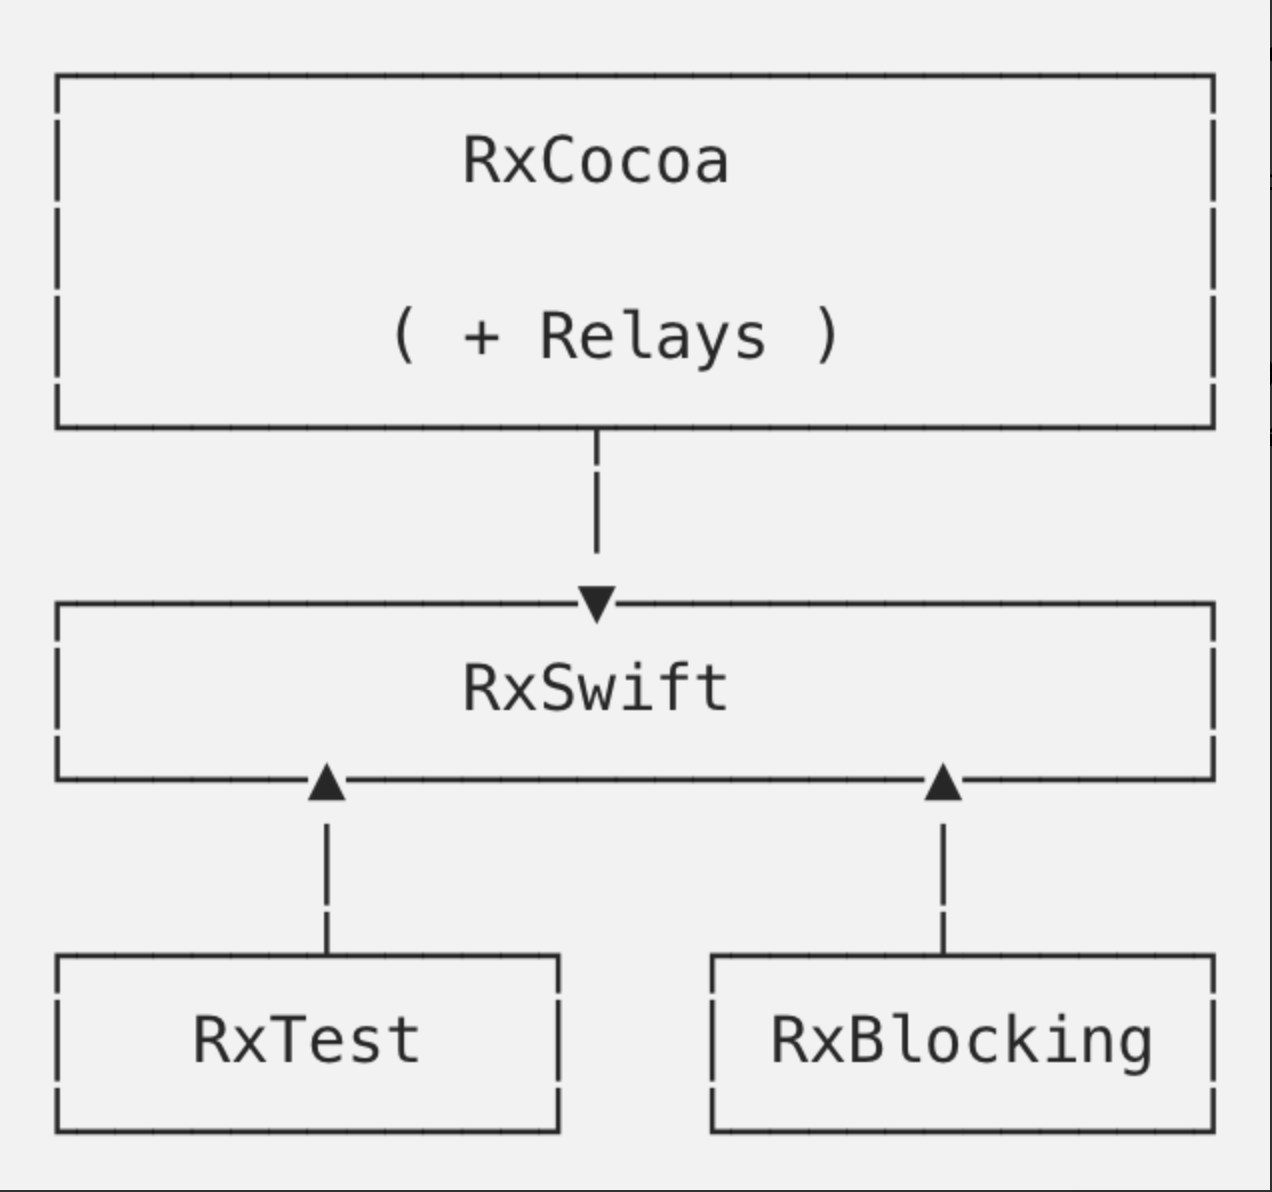 RxCocoa
( + Relays )
RxSwift
RxTest
RxBlocking